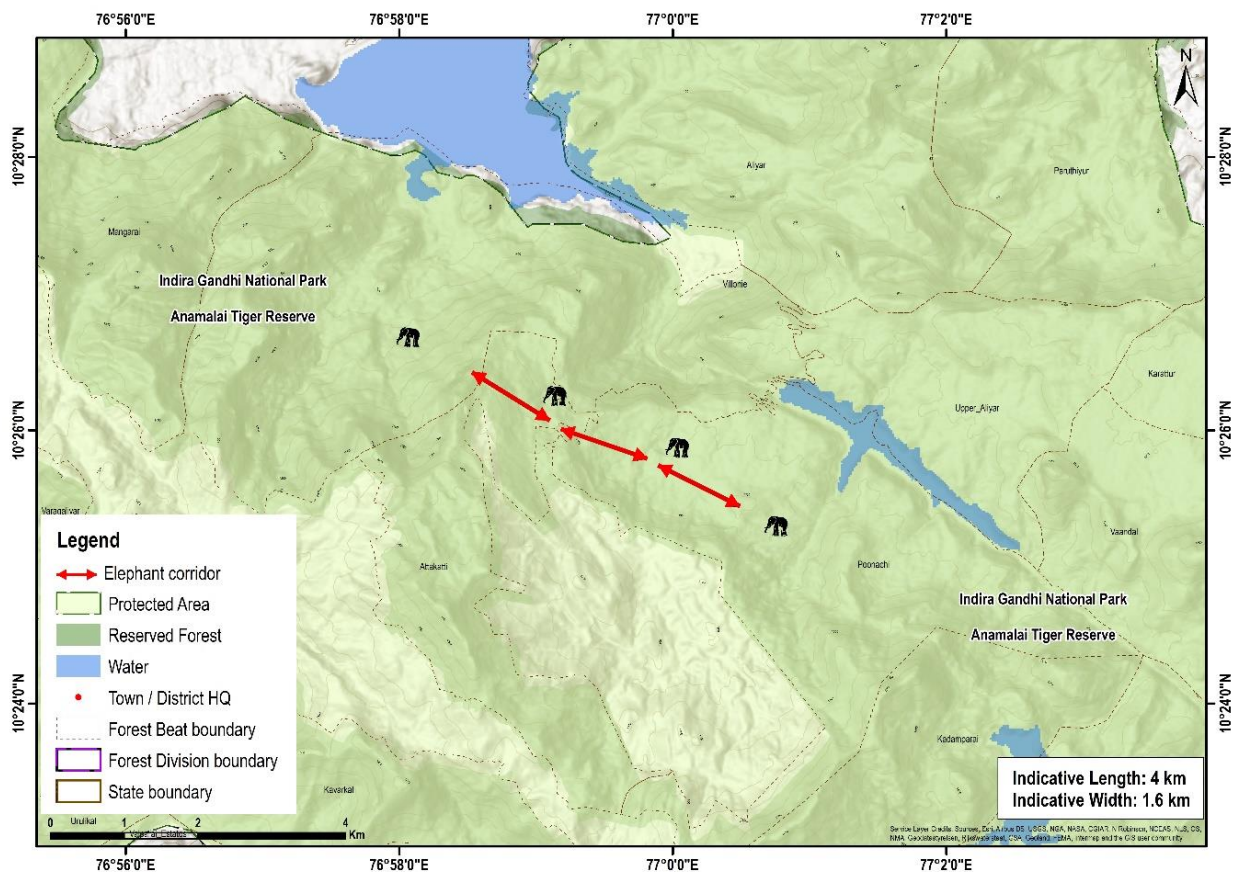 76°56'0"E
76°58'0"E
77°0'0"E
77°2'0"E
N
10°28'0"N
10°28'0"N
Aliyar
Paruthiyur
Mangarai
Indira Gandhi National Park
Anamalai Tiger Reserve
Villonie
Karattur
Upper_Aliyar
10°26'0"N
10°26'0"N
Varagaliyar
Attakatti
Vaandal
Poonachi
Indira Gandhi National Park
Anamalai Tiger Reserve
Legend
Elephant corridor
Protected Area
Reserved Forest
Water
Town / District HQ
Forest Beat boundary
Forest Division boundary
State boundary
10°24'0"N
10°24'0"N
Kadamparai
Kavarkal
Urulikal
0 1 2 4 Km
Indicative Length: 4 km
Indicative Width: 1.6 km
76°56'0"E
76°58'0"E
77°0'0"E
77°2'0"E